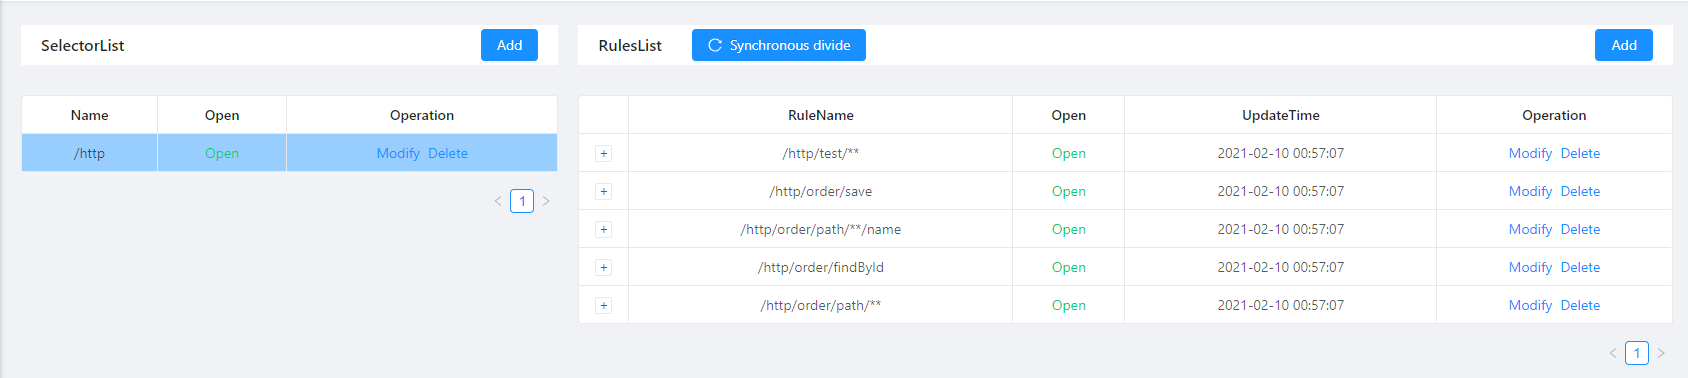 SelectorList Add
Name Open Operation
/http Open Modify Delete
< 1 >
RulesList Synchronous divide Add
RuleName Open UpdateTime Operation
+ /http/test/** Open 2021-02-10 00:57:07 Modify Delete
+ /http/order/save Open 2021-02-10 00:57:07 Modify Delete
+ /http/order/path/**/name Open 2021-02-10 00:57:07 Modify Delete
+ /http/order/findById Open 2021-02-10 00:57:07 Modify Delete
+ /http/order/path/** Open 2021-02-10 00:57:07 Modify Delete
< 1 >